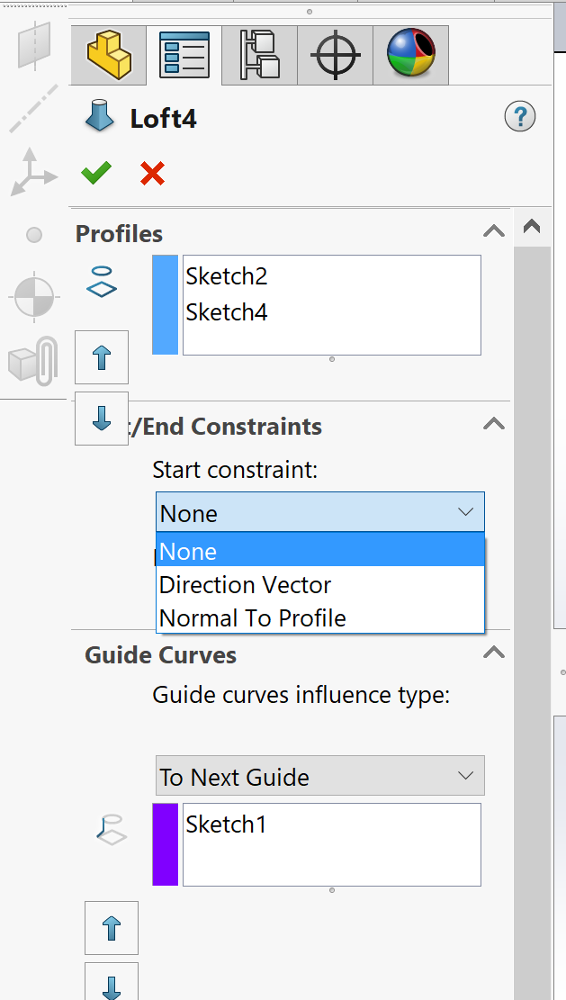 Loft4
?
Profiles
Sketch2
Sketch4
t/End Constraints
Start constraint:
None
None
Direction Vector
Normal To Profile
Guide Curves
Guide curves influence type:
To Next Guide
Sketch1